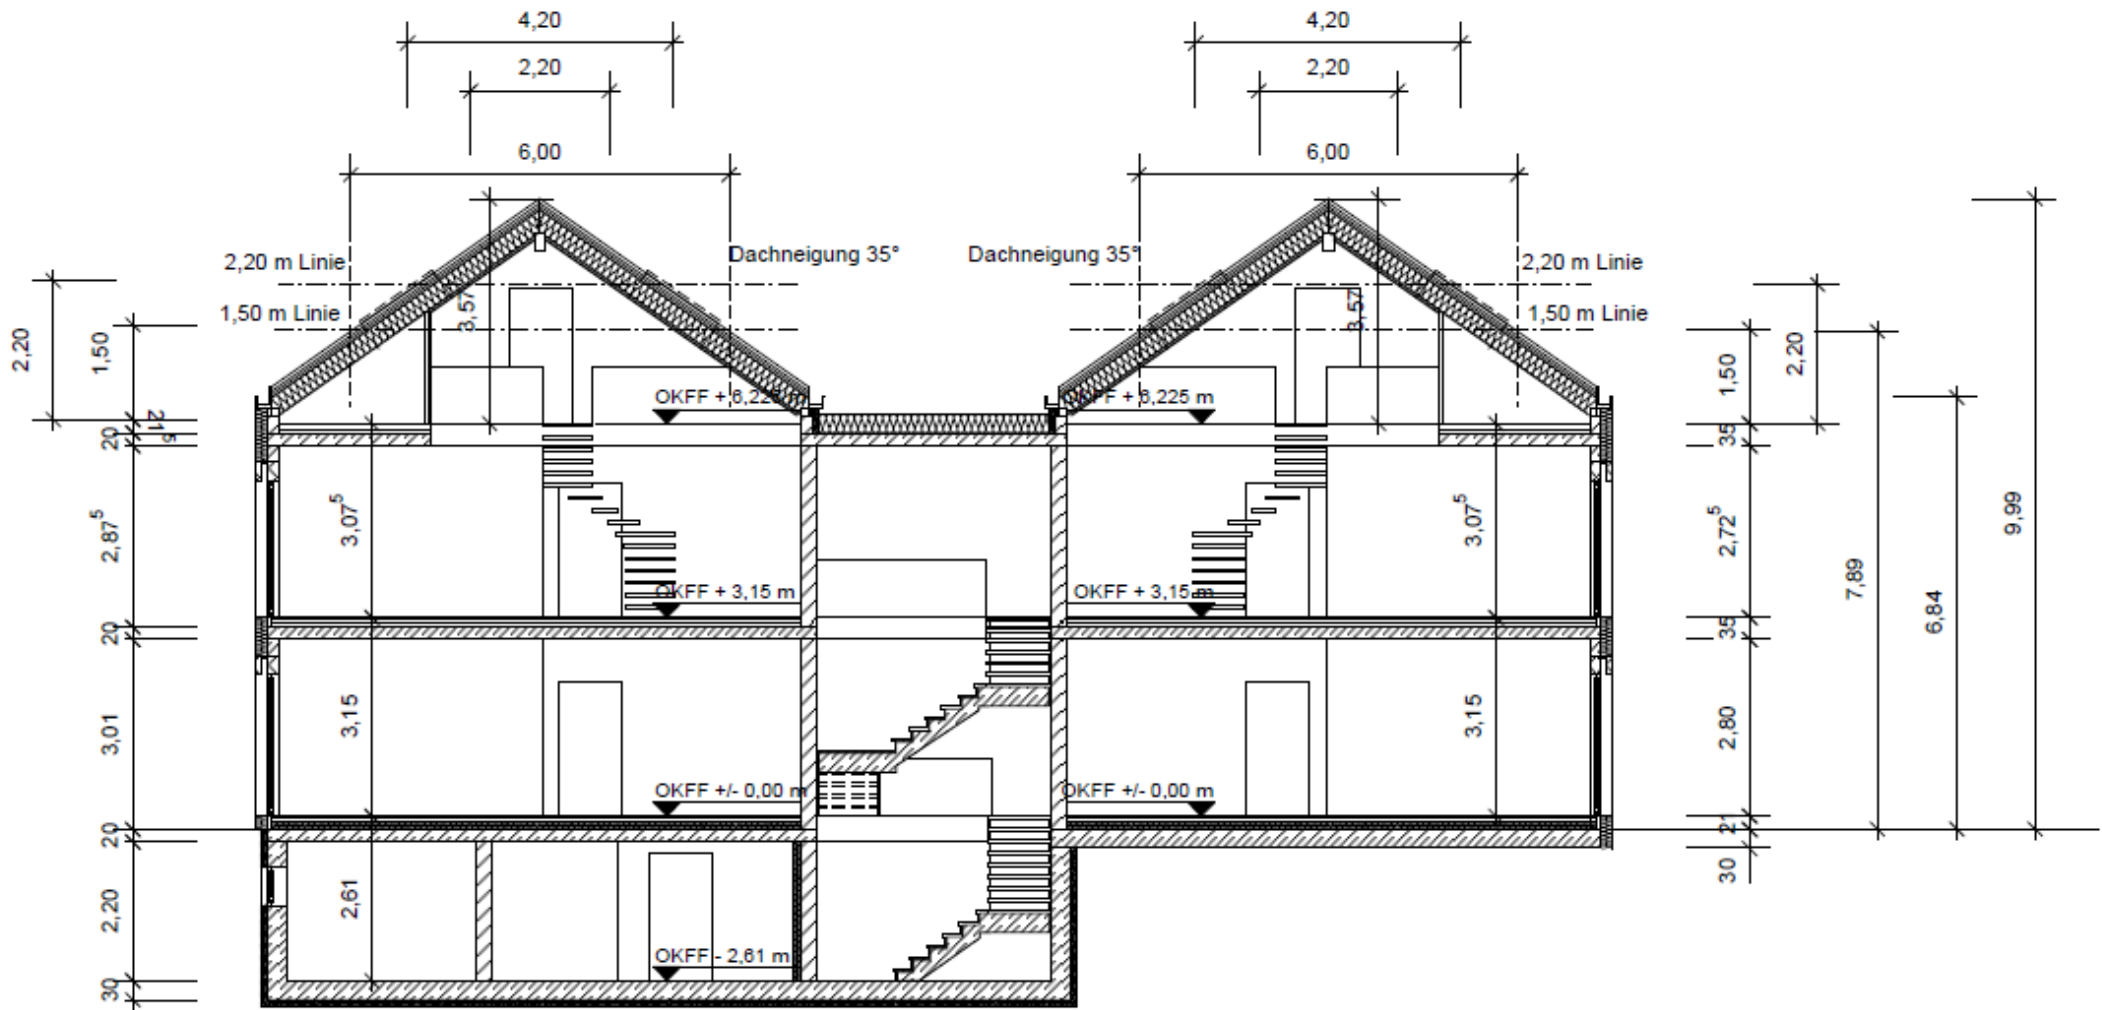 4,20
4,20
2,20
2,20
6,00
6,00
Dachneigung 35°
Dachneigung 35°
2,20 m Linie
2,20 m Linie
1,50 m Linie
1,50 m Linie
3,57
3,57
2,20
1,50
21⁵
20
2,87⁵
20
3,01
20
2,20
30
OKFF + 6,225 m
OKFF + 6,225 m
3,07⁵
3,07⁵
OKFF + 3,15 m
OKFF + 3,15 m
3,15
3,15
OKFF +/- 0,00 m
OKFF +/- 0,00 m
2,61
OKFF - 2,61 m
1,50
2,20
35
2,72⁵
35
2,80
21
30
7,89
6,84
9,99